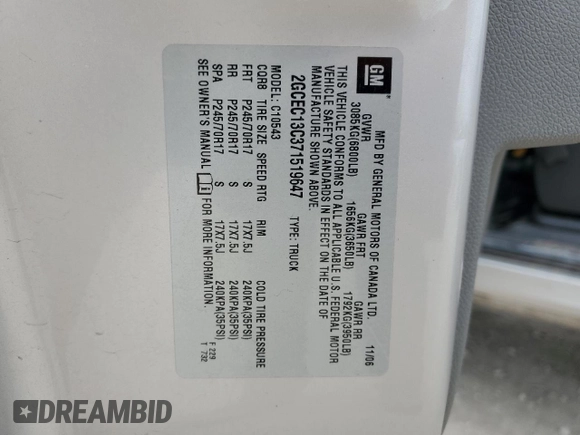 GM
MFD BY GENERAL MOTORS OF CANADA LTD. 11/06
GVWR GAWR FRT GAWR RR
3085KG(6800LB) 1656KG(3650LB) 1792KG(3950LB)
THIS VEHICLE CONFORMS TO ALL APPLICABLE U.S. FEDERAL MOTOR
VEHICLE SAFETY STANDARDS IN EFFECT ON THE DATE OF
MANUFACTURE SHOWN ABOVE.
2GCEC13C371519647 TYPE: TRUCK
MODEL: C10543
CQRB TIRE SIZE SPEED RTG RIM COLD TIRE PRESSURE
FRT P245/70R17 S 17X7.5J 240KPA(35PSI)
RR P245/70R17 S 17X7.5J 240KPA(35PSI)
SPA P245/70R17 S 17X7.5J 240KPA(35PSI)
SEE OWNER'S MANUAL FOR MORE INFORMATION.
F 229
T 732
DREAMBID